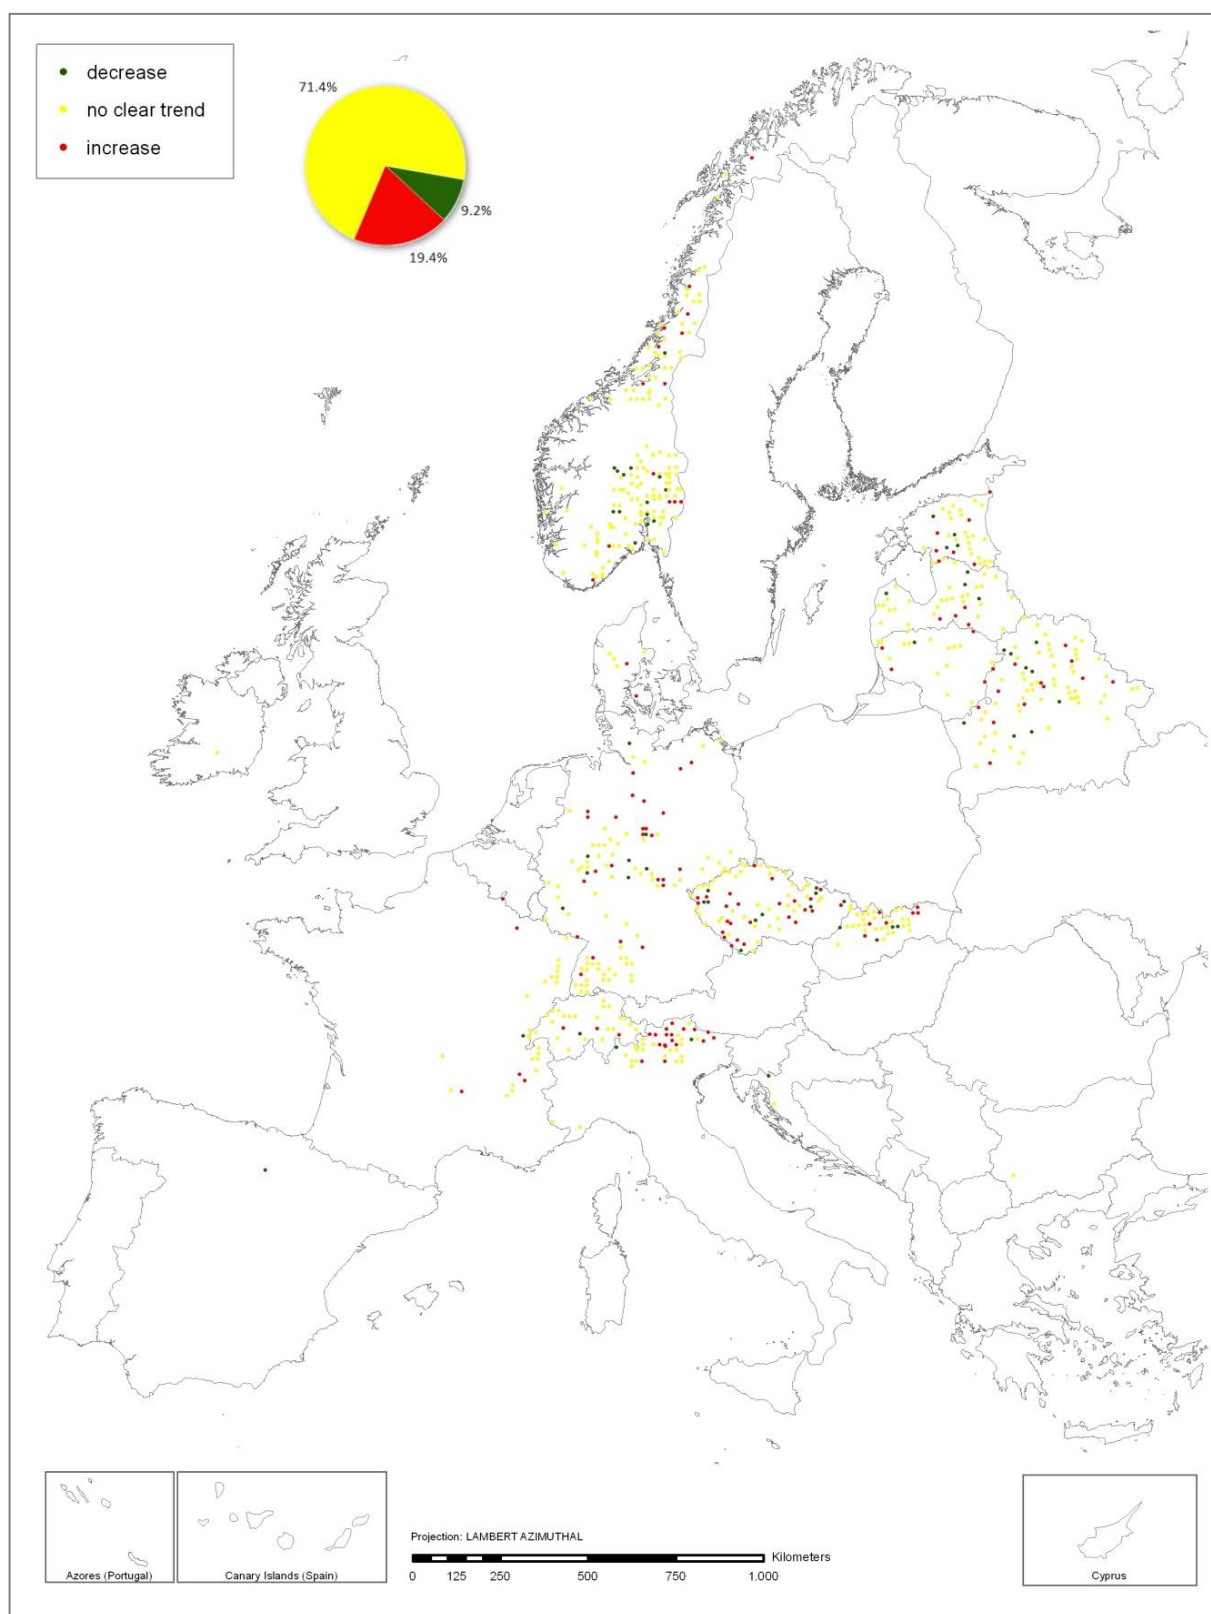 decrease
no clear trend
increase
71.4%
9.2%
19.4%
Projection: LAMBERT AZIMUTHAL
Kilometers
0 125 250 500 750 1.000
Azores (Portugal)
Canary Islands (Spain)
Cyprus